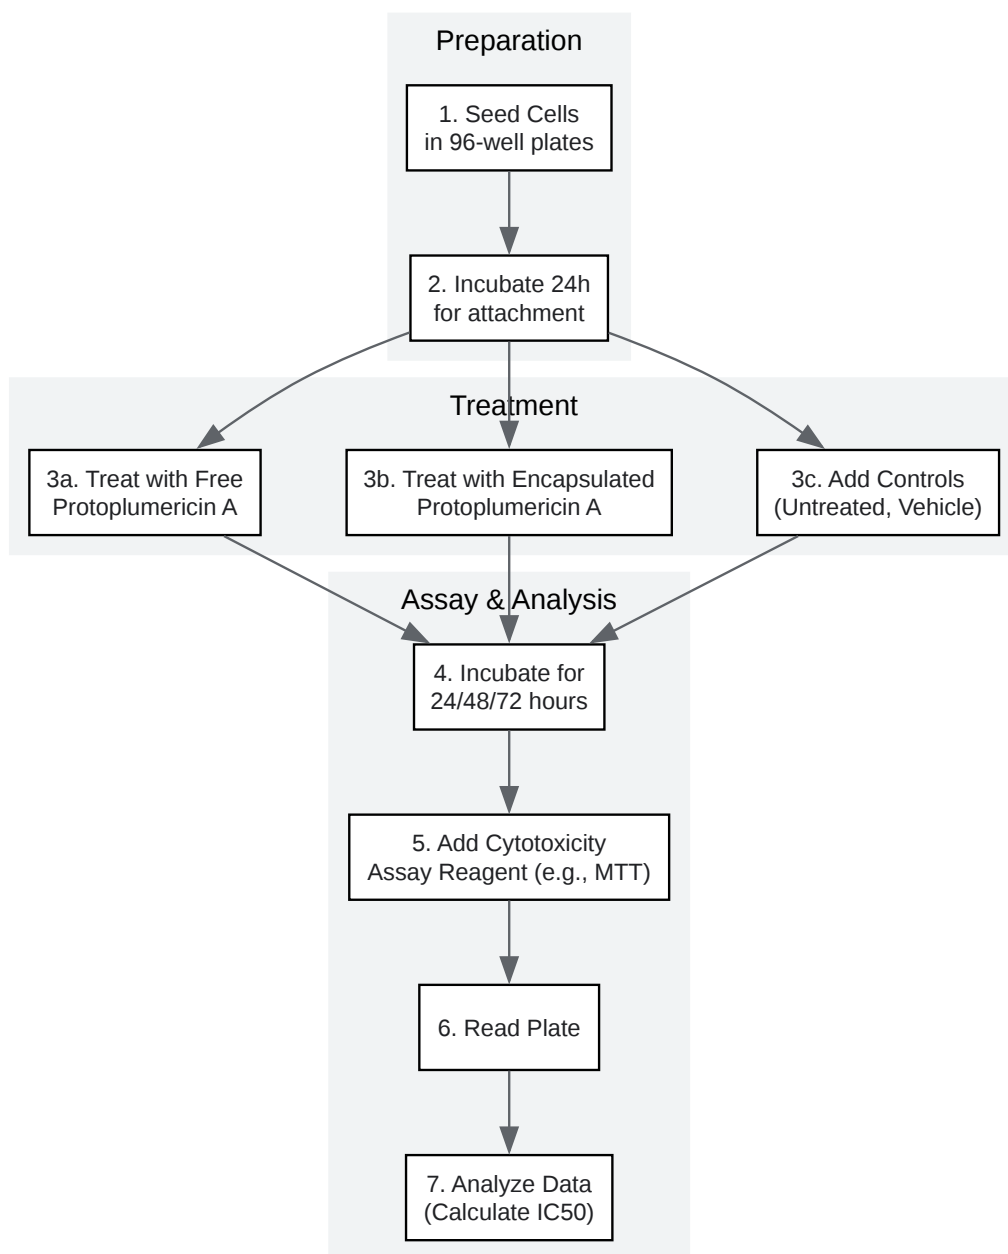 Preparation
1. Seed Cells
in 96-well plates
2. Incubate 24h
for attachment
Treatment
3a. Treat with Free
Protoplumericin A
3b. Treat with Encapsulated
Protoplumericin A
3c. Add Controls
(Untreated, Vehicle)
Assay & Analysis
4. Incubate for
24/48/72 hours
5. Add Cytotoxicity
Assay Reagent (e.g., MTT)
6. Read Plate
7. Analyze Data
(Calculate IC50)